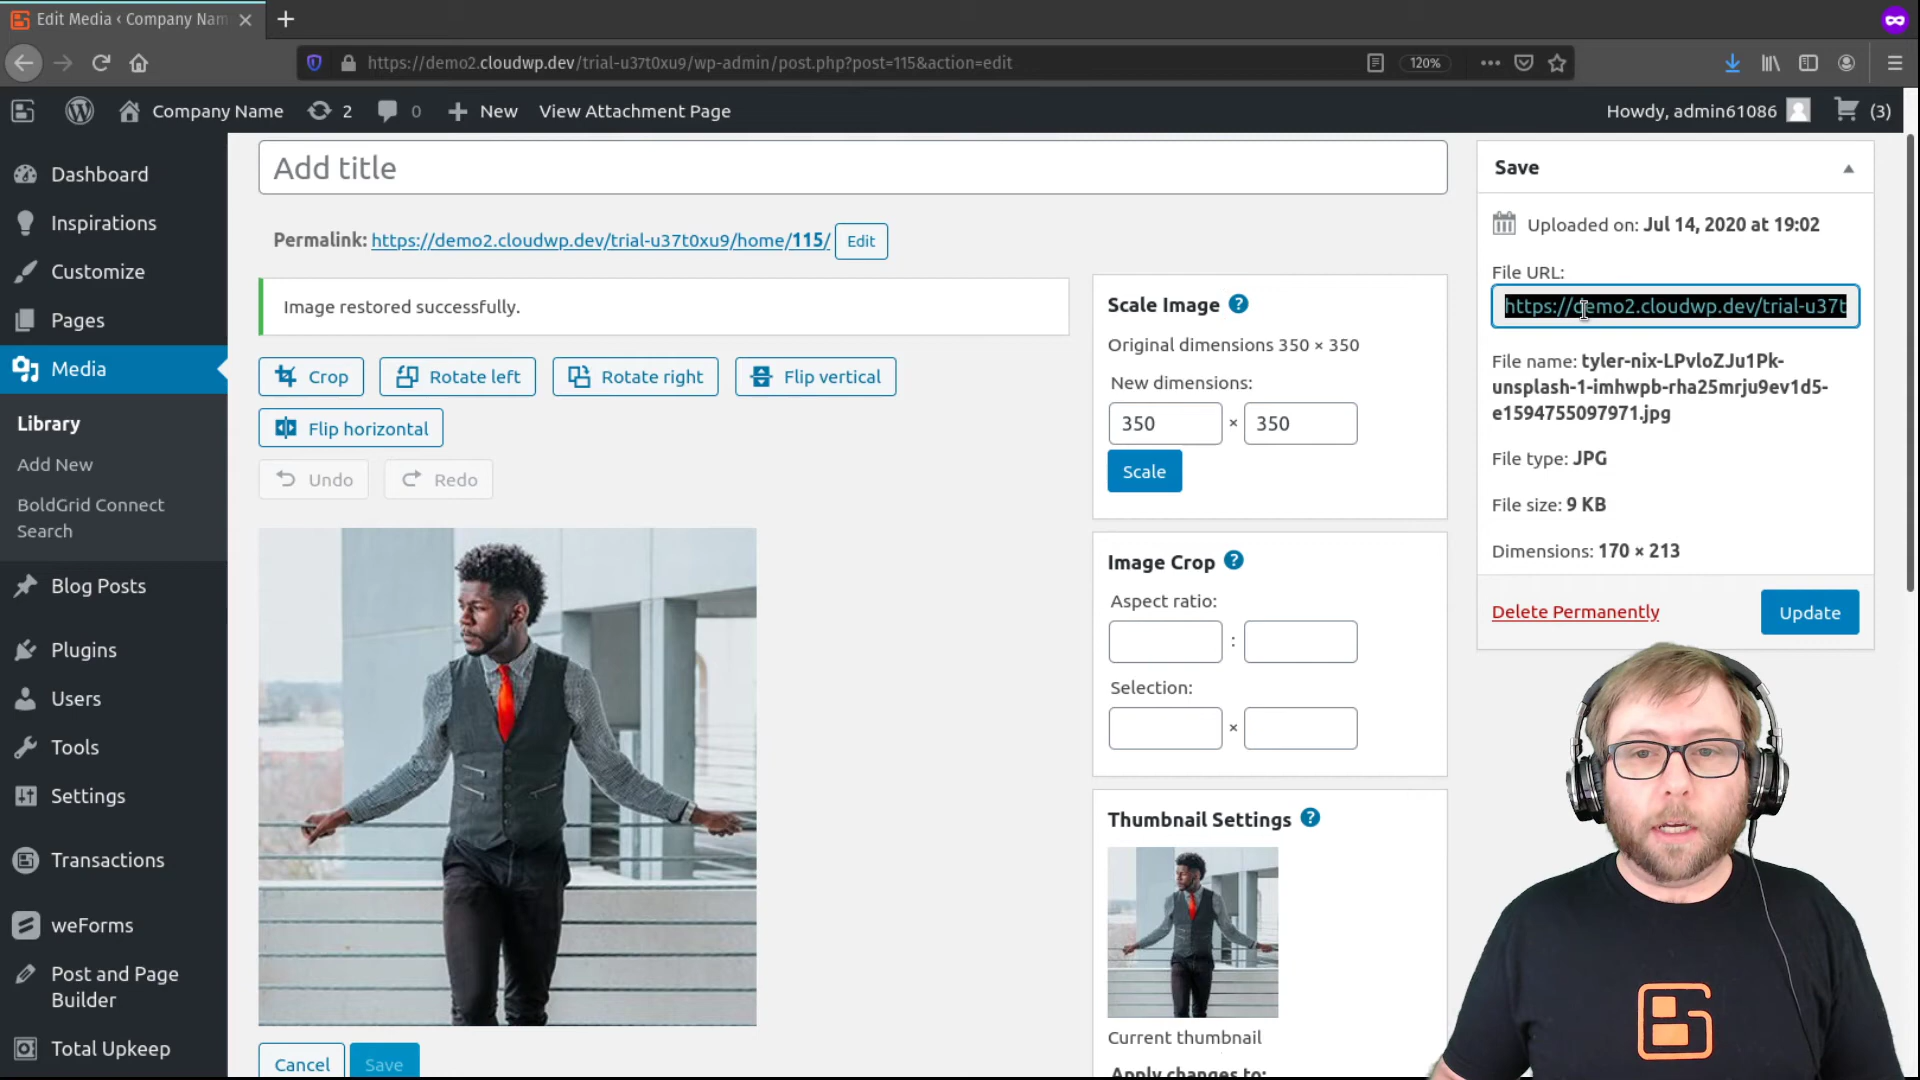 Edit Media ‹ Company Nam
https://demo2.cloudwp.dev/trial-u37t0xu9/wp-admin/post.php?post=115&action=edit
120%
Company Name
2
0
New
View Attachment Page
Howdy, admin61086
(3)
Dashboard
Inspirations
Customize
Pages
Media
Library
Add New
BoldGrid Connect
Search
Blog Posts
Plugins
Users
Tools
Settings
Transactions
weForms
Post and Page
Builder
Total Upkeep
Add title
Permalink: https://demo2.cloudwp.dev/trial-u37t0xu9/home/115/ Edit
Image restored successfully.
Crop
Rotate left
Rotate right
Flip vertical
Flip horizontal
Undo
Redo
Cancel
Save
Scale Image ?
Original dimensions 350 × 350
New dimensions:
350 × 350
Scale
Image Crop ?
Aspect ratio:
:
Selection:
×
Thumbnail Settings ?
Current thumbnail
Apply changes to:
Save
Uploaded on: Jul 14, 2020 at 19:02
File URL:
https://demo2.cloudwp.dev/trial-u37t
File name: tyler-nix-LPvloZJu1Pk-
unsplash-1-imhwpb-rha25mrju9ev1d5-
e1594755097971.jpg
File type: JPG
File size: 9 KB
Dimensions: 170 × 213
Delete Permanently
Update